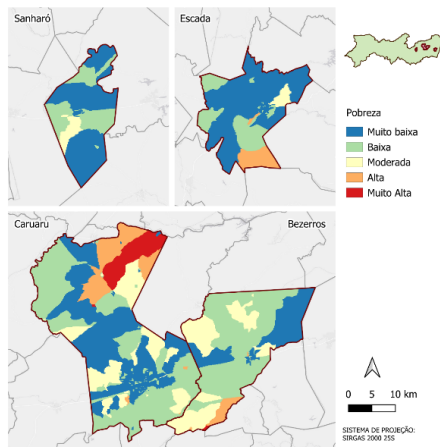 Sanharó
Escada
Pobreza
Muito baixa
Baixa
Moderada
Alta
Muito Alta
Caruaru
Bezerros
0 5 10 km
SISTEMA DE PROJEÇÃO:
SIRGAS 2000 25S